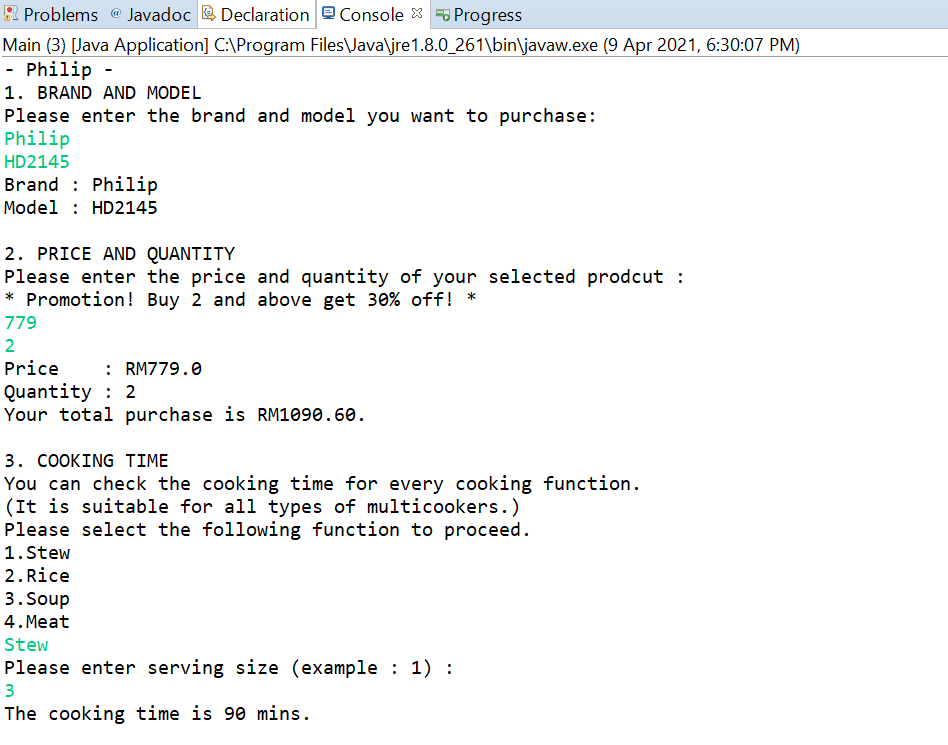 Problems @ Javadoc Declaration Console Progress
Main (3) [Java Application] C:\Program Files\Java\jre1.8.0_261\bin\javaw.exe (9 Apr 2021, 6:30:07 PM)
- Philip -
1. BRAND AND MODEL
Please enter the brand and model you want to purchase:
Philip
HD2145
Brand : Philip
Model : HD2145
2. PRICE AND QUANTITY
Please enter the price and quantity of your selected prodcut :
* Promotion! Buy 2 and above get 30% off! *
779
2
Price    : RM779.0
Quantity : 2
Your total purchase is RM1090.60.
3. COOKING TIME
You can check the cooking time for every cooking function.
(It is suitable for all types of multicookers.)
Please select the following function to proceed.
1.Stew
2.Rice
3.Soup
4.Meat
Stew
Please enter serving size (example : 1) :
3
The cooking time is 90 mins.